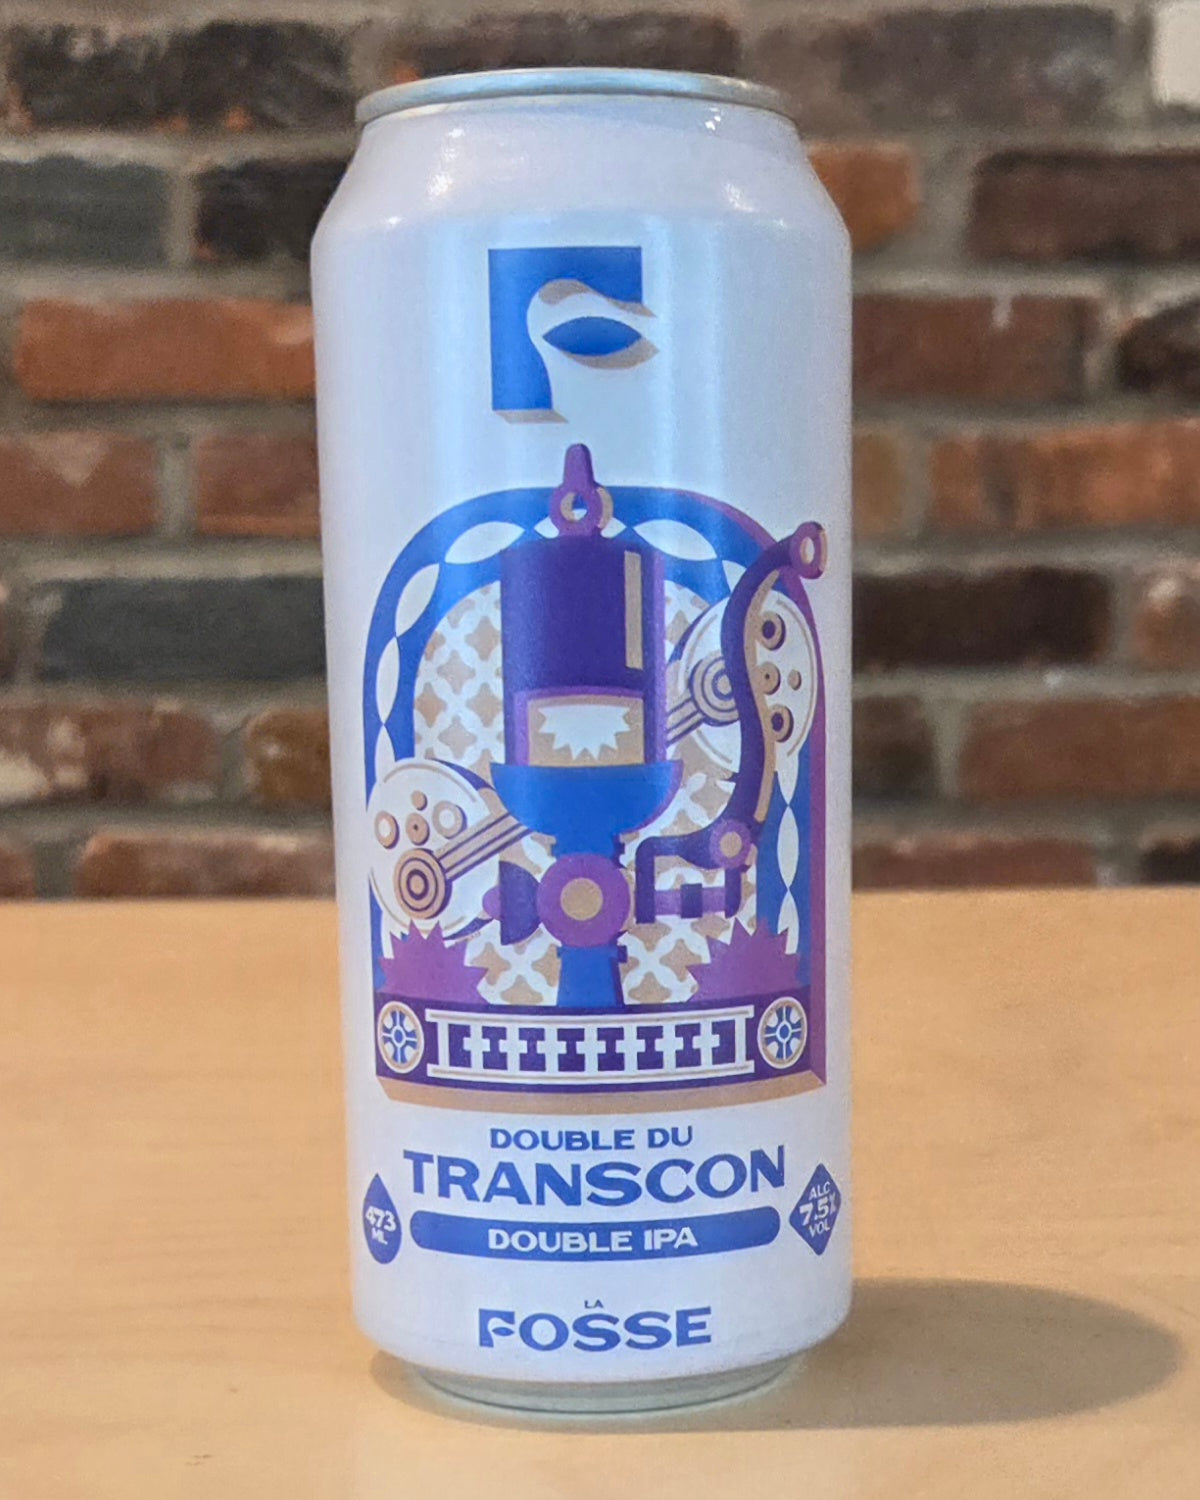 DOUBLE DU
TRANSCON
473
ML
ALC
7.5%
VOL
DOUBLE IPA
LA
FOSSE